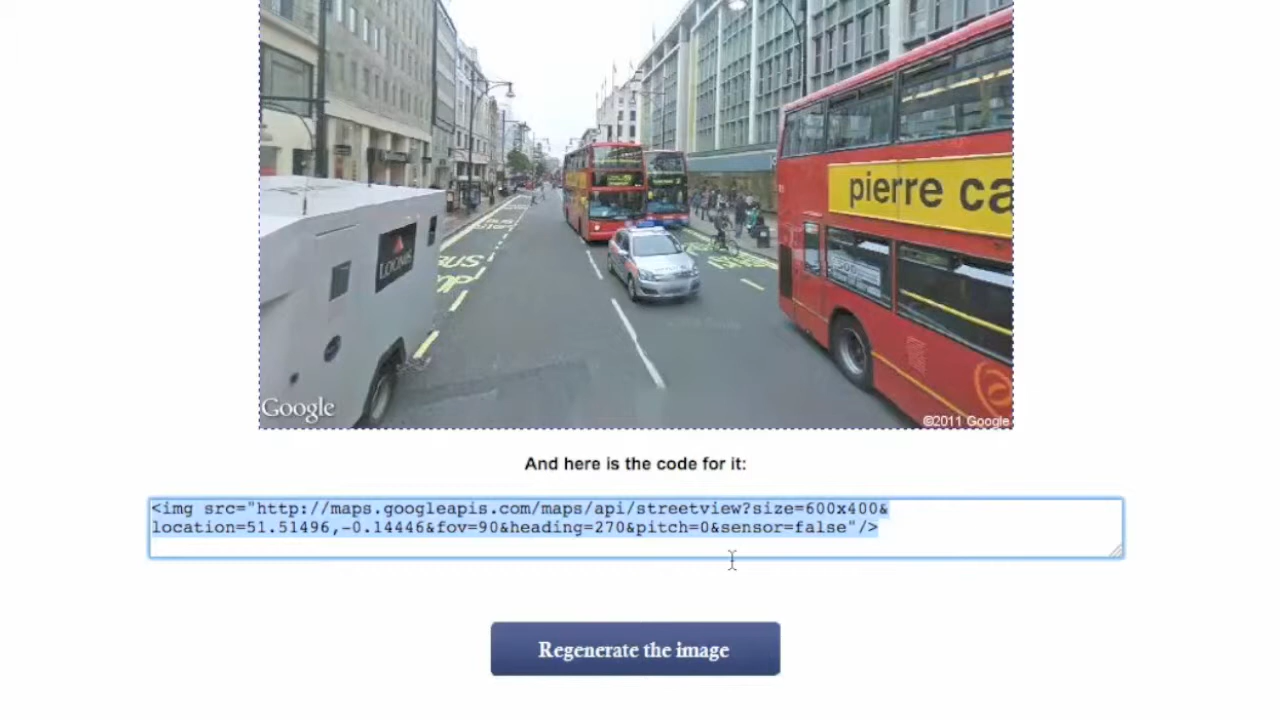 LOOMIS
pierre ca
Google
©2011 Google
And here is the code for it:
<img src="http://maps.googleapis.com/maps/api/streetview?size=600x400&
location=51.51496,-0.14446&fov=90&heading=270&pitch=0&sensor=false"/>
Regenerate the image